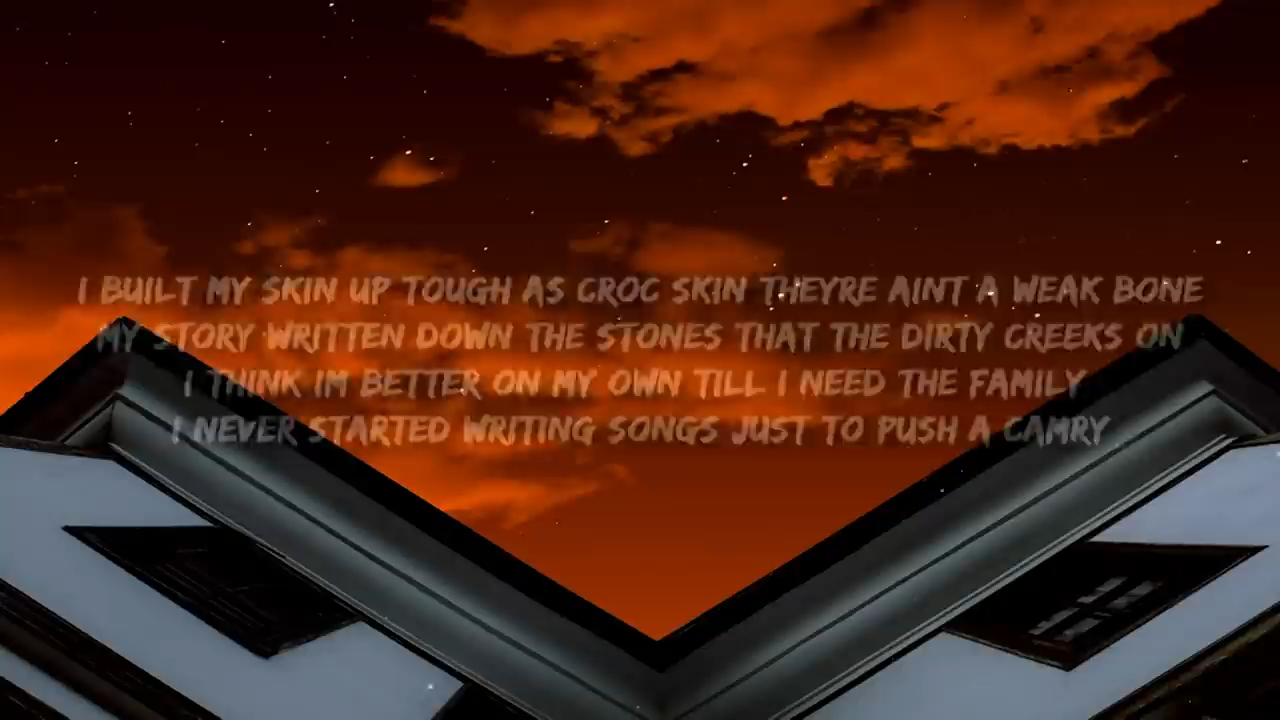 I BUILT MY SKIN UP TOUGH AS CROC SKIN THEYRE AINT A WEAK BONE
MY STORY WRITTEN DOWN THE STONES THAT THE DIRTY CREEKS ON
I THINK IM BETTER ON MY OWN TILL I NEED THE FAMILY
I NEVER STARTED WRITING SONGS JUST TO PUSH A CAMRY